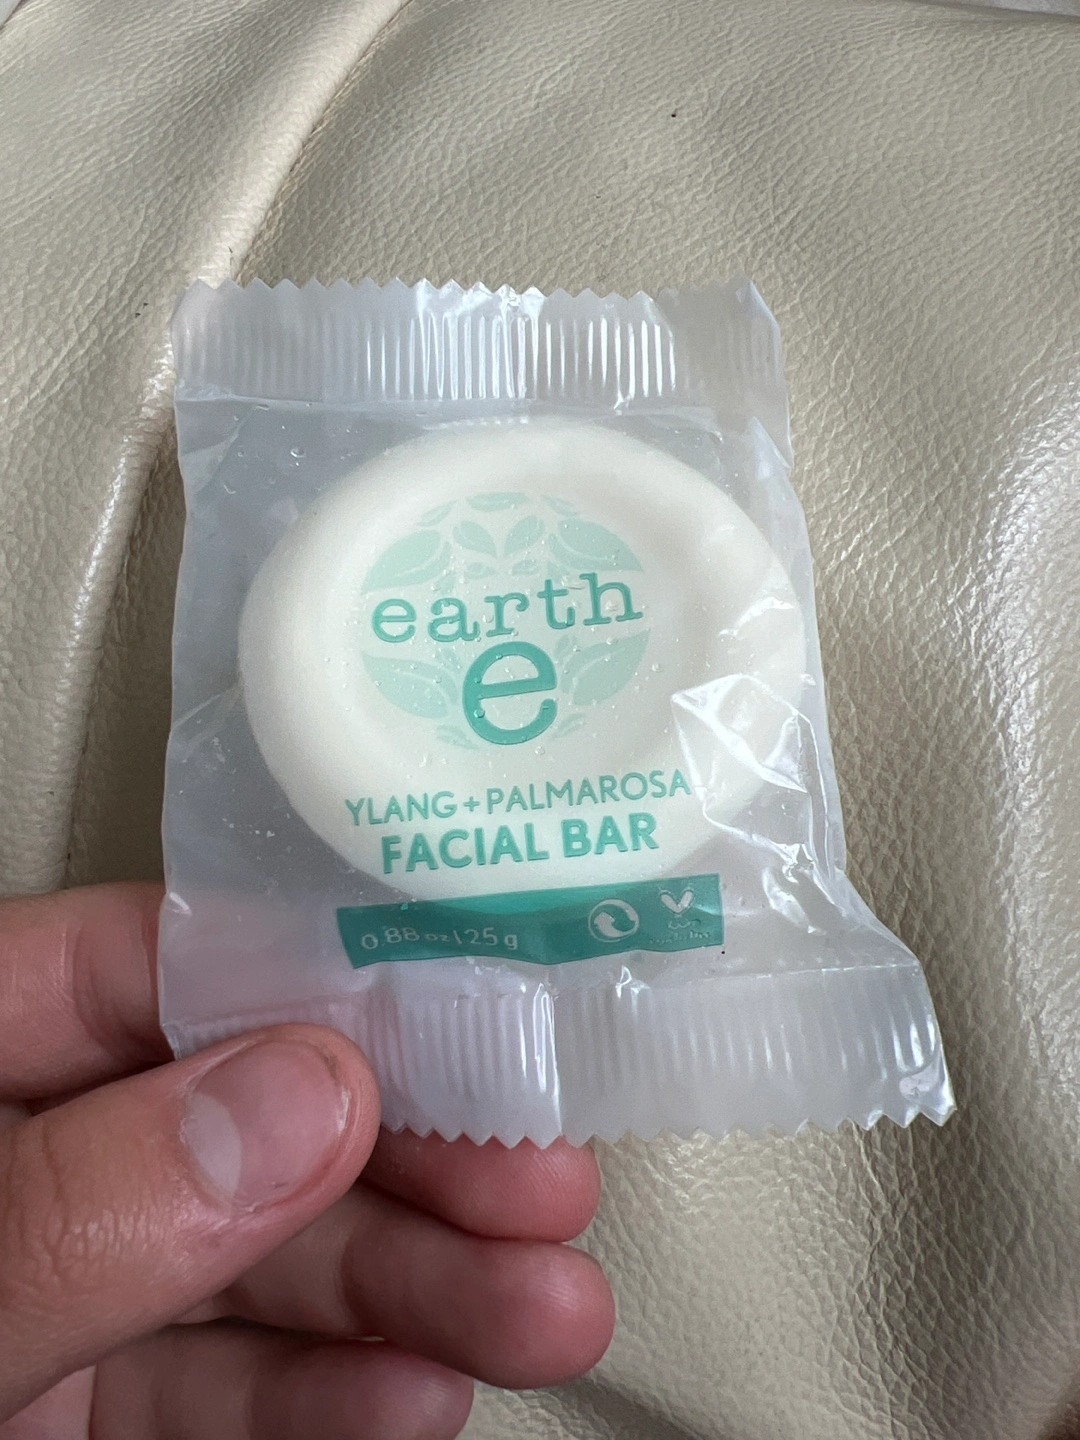 earth
e
YLANG + PALMAROSA
FACIAL BAR
0.88 oz | 25 g